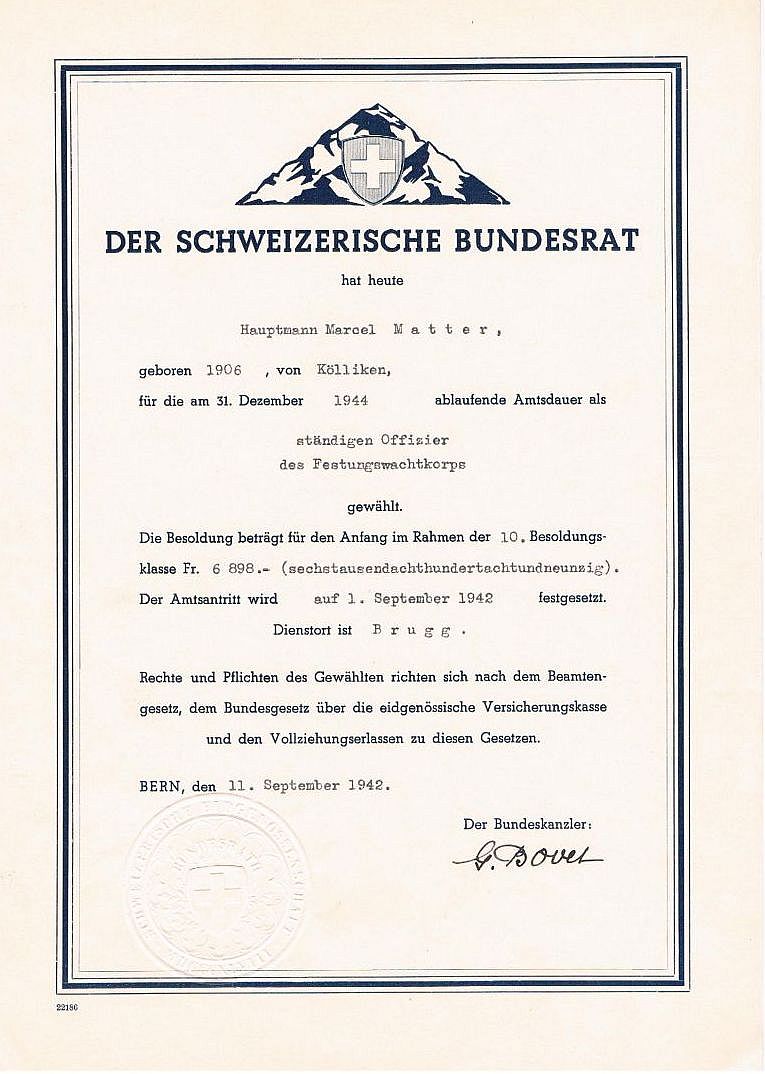 DER SCHWEIZERISCHE BUNDESRAT
hat heute
Hauptmann Marcel M a t t e r ,
geboren 1906 , von Kölliken,
für die am 31. Dezember 1944 ablaufende Amtsdauer als
ständigen Offizier
des Festungswachtkorps
gewählt.
Die Besoldung beträgt für den Anfang im Rahmen der 10. Besoldungs-
klasse Fr. 6 898.- (sechstausendachthundertachtundneunzig).
Der Amtsantritt wird auf 1. September 1942 festgesetzt.
Dienstort ist B r u g g .
Rechte und Pflichten des Gewählten richten sich nach dem Beamten-
gesetz, dem Bundesgesetz über die eidgenössische Versicherungskasse
und den Vollziehungserlassen zu diesen Gesetzen.
BERN, den 11. September 1942.
Der Bundeskanzler:
G. Bovet
SCHWEIZERISCHE EIDGENOSSENSCHAFT
BUNDESRATH
22186